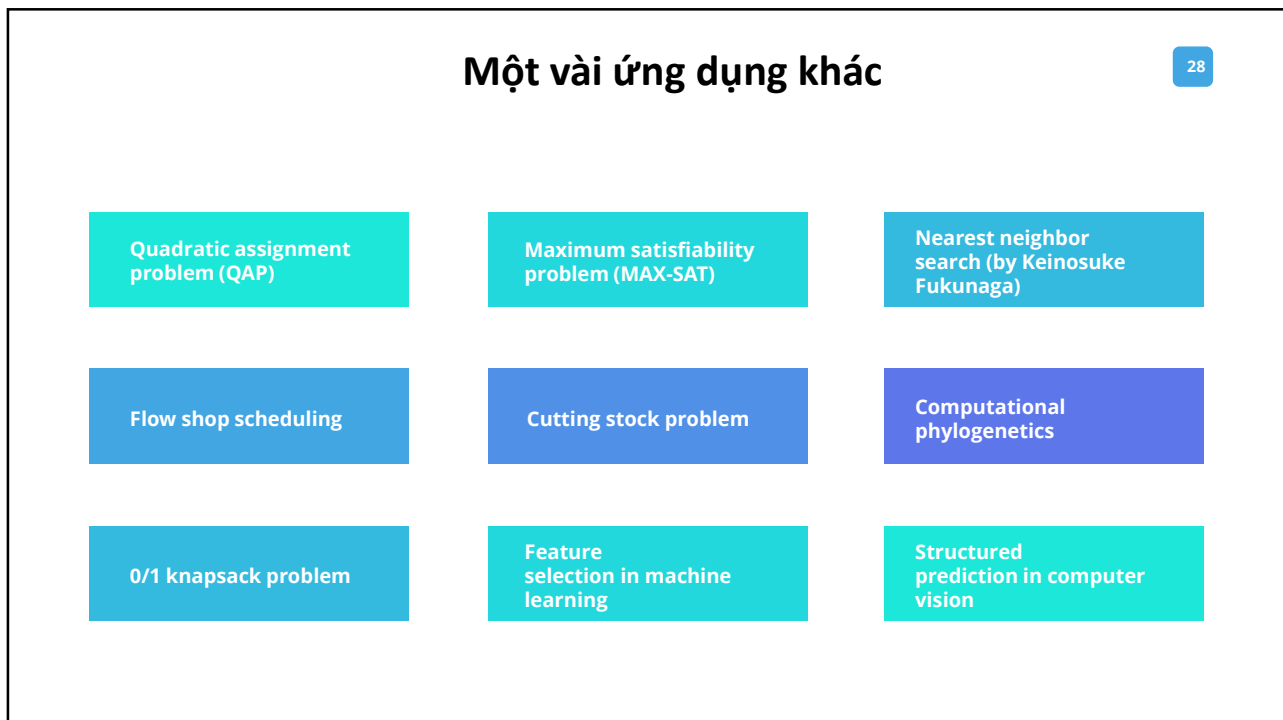 Một vài ứng dụng khác
28
Quadratic assignment
problem (QAP)
Maximum satisfiability
problem (MAX-SAT)
Nearest neighbor
search (by Keinosuke
Fukunaga)
Flow shop scheduling
Cutting stock problem
Computational
phylogenetics
0/1 knapsack problem
Feature
selection in machine
learning
Structured
prediction in computer
vision